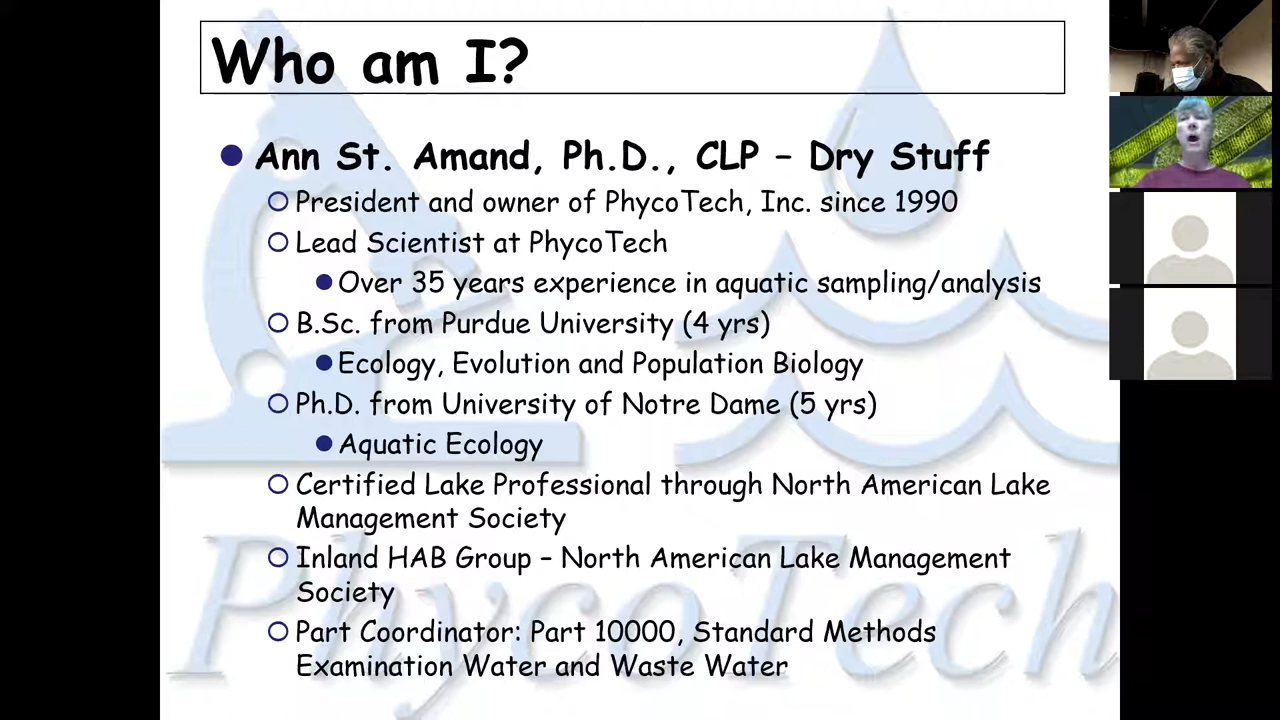 Who am I?
Ann St. Amand, Ph.D., CLP – Dry Stuff
President and owner of PhycoTech, Inc. since 1990
Lead Scientist at PhycoTech
Over 35 years experience in aquatic sampling/analysis
B.Sc. from Purdue University (4 yrs)
Ecology, Evolution and Population Biology
Ph.D. from University of Notre Dame (5 yrs)
Aquatic Ecology
Certified Lake Professional through North American Lake
Management Society
Inland HAB Group – North American Lake Management
Society
Part Coordinator: Part 10000, Standard Methods
Examination Water and Waste Water
PhycoTech